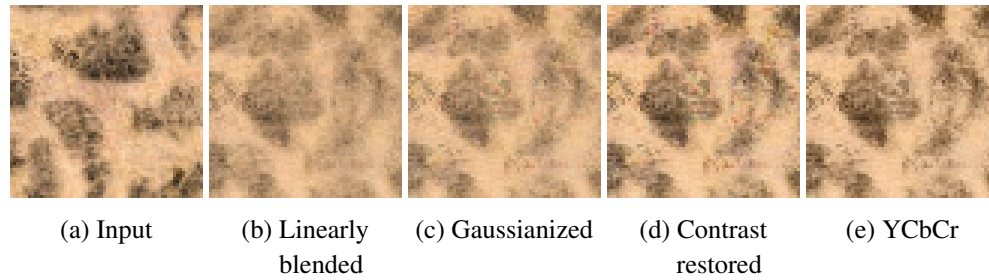 (a) Input
(b) Linearly
blended
(c) Gaussianized
(d) Contrast
restored
(e) YCbCr